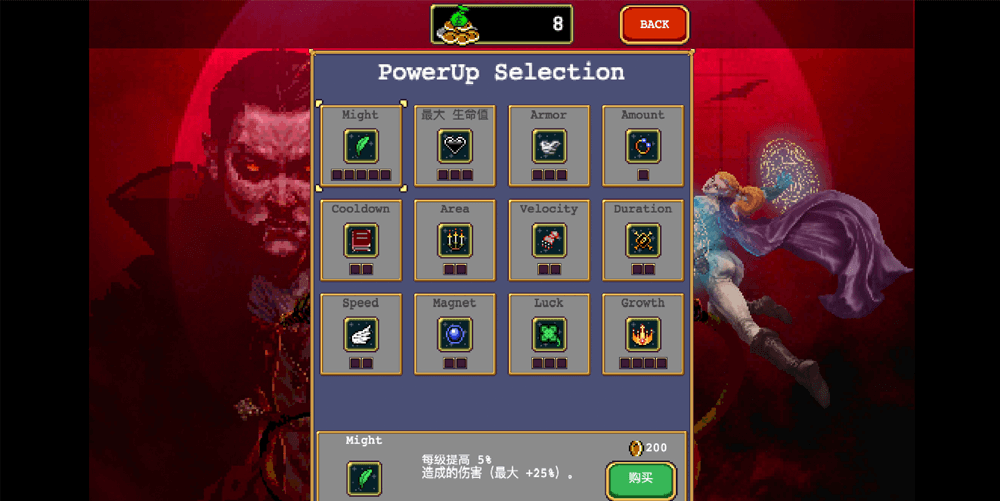 8
BACK
PowerUp Selection
Might
最大 生命值
Armor
Amount
Cooldown
Area
Velocity
Duration
Speed
Magnet
Luck
Growth
Might
200
每级提高 5%
造成的伤害（最大 +25%）。
购买